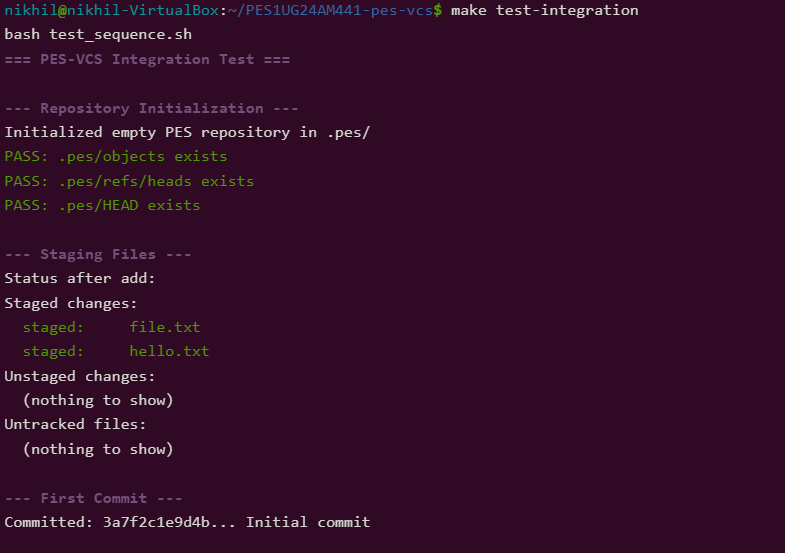 nikhil@nikhil-VirtualBox:~/PES1UG24AM441-pes-vcs$ make test-integration
bash test_sequence.sh
=== PES-VCS Integration Test ===
--- Repository Initialization ---
Initialized empty PES repository in .pes/
PASS: .pes/objects exists
PASS: .pes/refs/heads exists
PASS: .pes/HEAD exists
--- Staging Files ---
Status after add:
Staged changes:
  staged:     file.txt
  staged:     hello.txt
Unstaged changes:
  (nothing to show)
Untracked files:
  (nothing to show)
--- First Commit ---
Committed: 3a7f2c1e9d4b... Initial commit